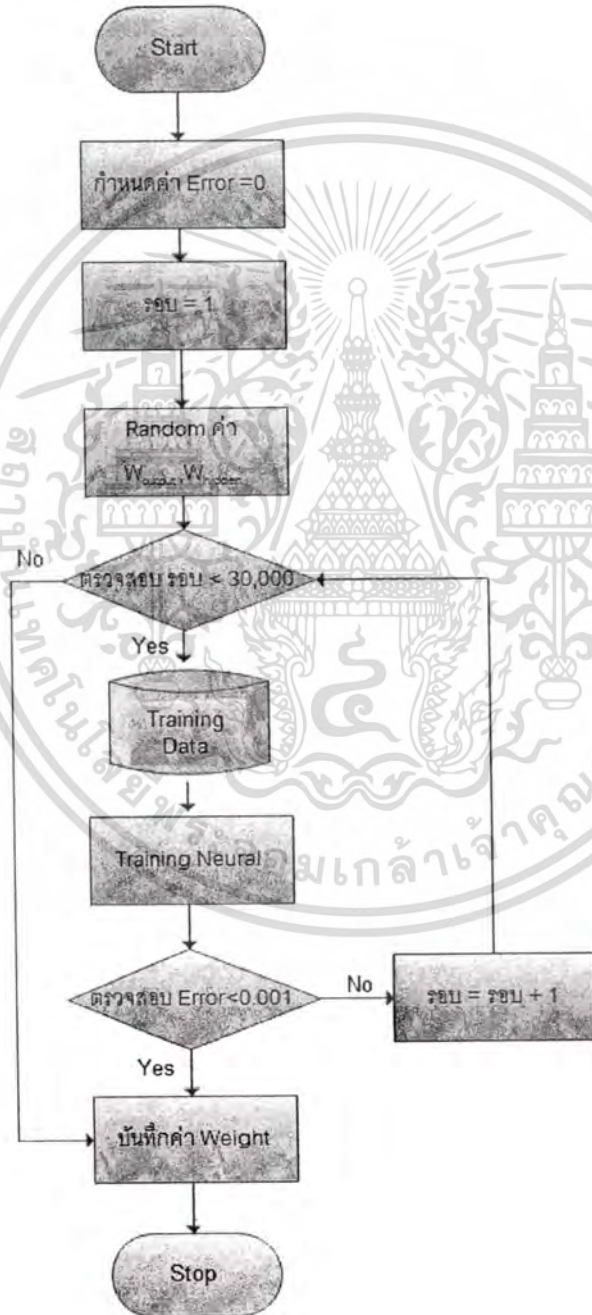 Start
กำหนดค่า Error =0
รอบ = 1
Random ค่า
W output, W hidden
ตรวจสอบ รอบ < 30,000
No
Yes
Training
Data
Training Neural
ตรวจสอบ Error<0.001
No
รอบ = รอบ + 1
Yes
บันทึกค่า Weight
Stop